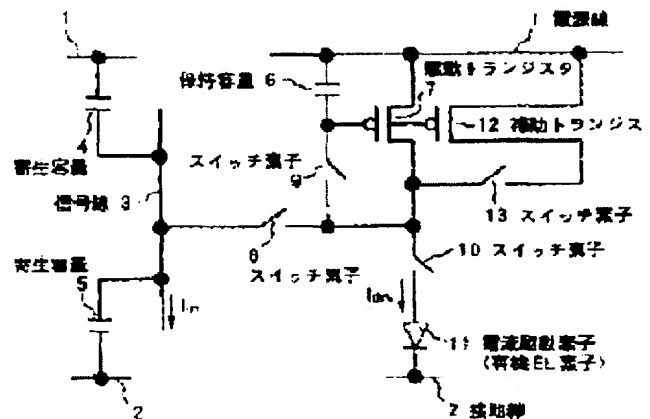 1
1 電源線
保持容量 6
駆動トランジスタ
7
12 補助トランジス
4
寄生容量
スイッチ素子
9
信号線 3
13 スイッチ素子
8
スイッチ素子
10 スイッチ素子
寄生容量
5
Iin
Idrv
11 電流駆動素子
(有機EL素子)
2
2 接地線